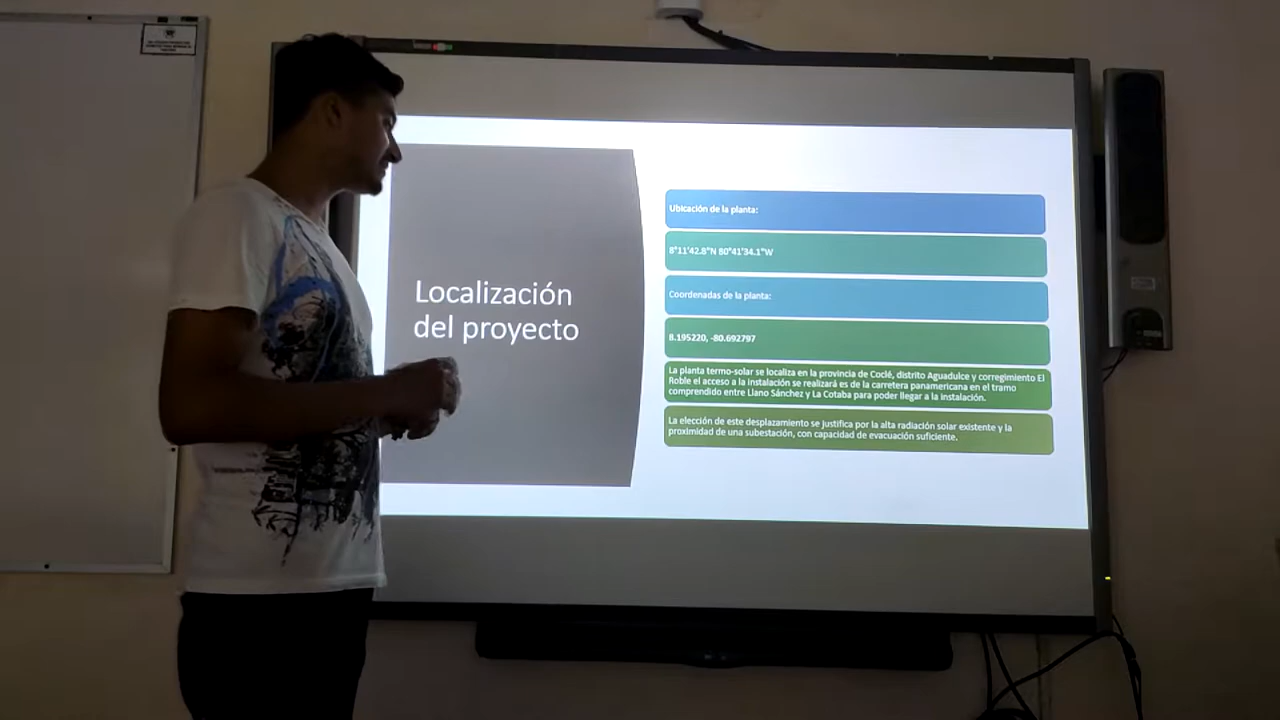 Localización
del proyecto
Ubicación de la planta:
8°11'42.8"N 80°41'34.1"W
Coordenadas de la planta:
8.195220, -80.692797
La planta termo-solar se localiza en la provincia de Coclé, distrito Aguadulce y corregimiento El
Roble el acceso a la instalación se realizará es de la carretera panamericana en el tramo
comprendido entre Llano Sánchez y La Cotaba para poder llegar a la instalación.
La elección de este desplazamiento se justifica por la alta radiación solar existente y la
proximidad de una subestación, con capacidad de evacuación suficiente.